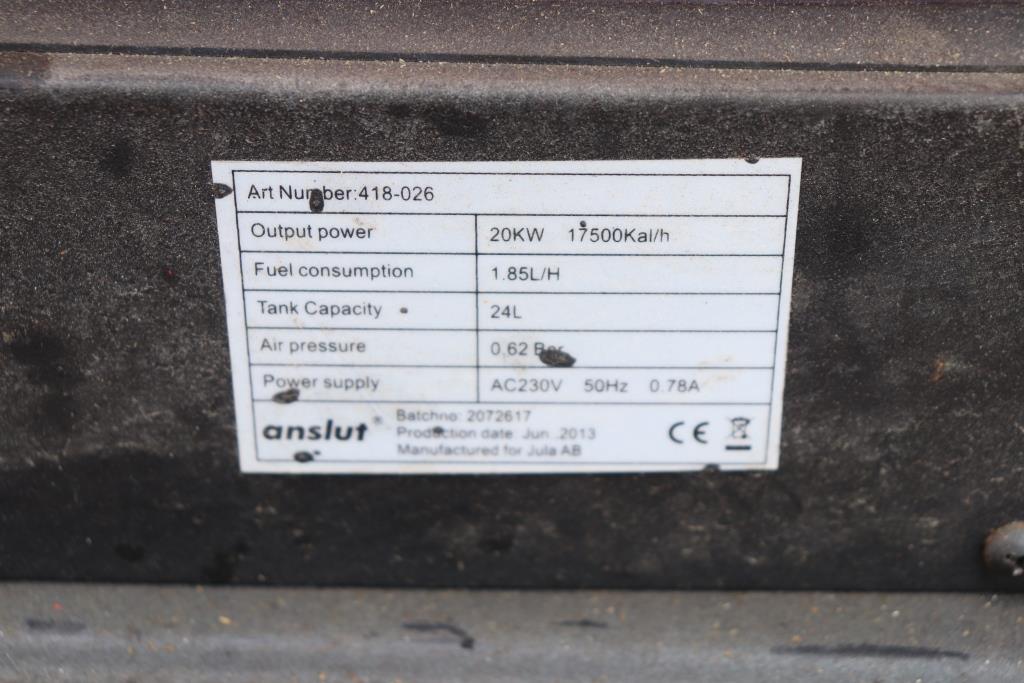 Art Number:418-026
Output power 20KW 17500Kal/h
Fuel consumption 1.85L/H
Tank Capacity 24L
Air pressure 0.62 Bar
Power supply AC230V 50Hz 0.78A
anslut®
Batchno: 2072617
Production date: Jun .2013
Manufactured for Jula AB
CE